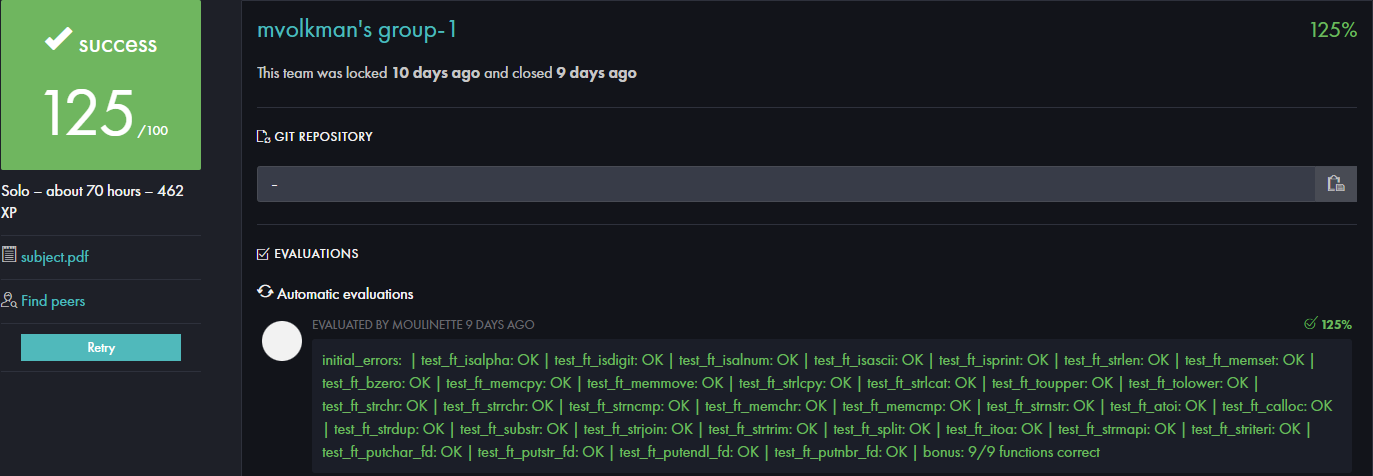 success
125 /100
Solo – about 70 hours – 462
XP
subject.pdf
Find peers
Retry
mvolkman's group-1
125%
This team was locked 10 days ago and closed 9 days ago
GIT REPOSITORY
–
EVALUATIONS
Automatic evaluations
EVALUATED BY MOULINETTE 9 DAYS AGO
125%
initial_errors: | test_ft_isalpha: OK | test_ft_isdigit: OK | test_ft_isalnum: OK | test_ft_isascii: OK | test_ft_isprint: OK | test_ft_strlen: OK | test_ft_memset: OK |
test_ft_bzero: OK | test_ft_memcpy: OK | test_ft_memmove: OK | test_ft_strlcpy: OK | test_ft_strlcat: OK | test_ft_toupper: OK | test_ft_tolower: OK |
test_ft_strchr: OK | test_ft_strrchr: OK | test_ft_strncmp: OK | test_ft_memchr: OK | test_ft_memcmp: OK | test_ft_strnstr: OK | test_ft_atoi: OK | test_ft_calloc: OK
| test_ft_strdup: OK | test_ft_substr: OK | test_ft_strjoin: OK | test_ft_strtrim: OK | test_ft_split: OK | test_ft_itoa: OK | test_ft_strmapi: OK | test_ft_striteri: OK |
test_ft_putchar_fd: OK | test_ft_putstr_fd: OK | test_ft_putendl_fd: OK | test_ft_putnbr_fd: OK | bonus: 9/9 functions correct